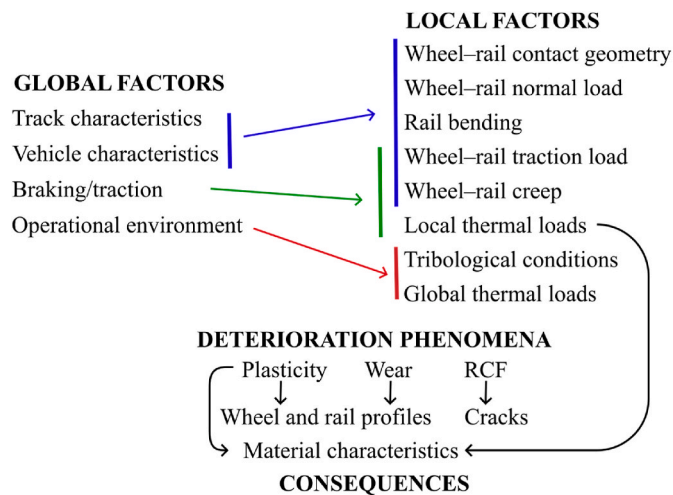 GLOBAL FACTORS
Track characteristics
Vehicle characteristics
Braking/traction
Operational environment
LOCAL FACTORS
Wheel–rail contact geometry
Wheel–rail normal load
Rail bending
Wheel–rail traction load
Wheel–rail creep
Local thermal loads
Tribological conditions
Global thermal loads
DETERIORATION PHENOMENA
Plasticity Wear RCF
Wheel and rail profiles Cracks
Material characteristics
CONSEQUENCES